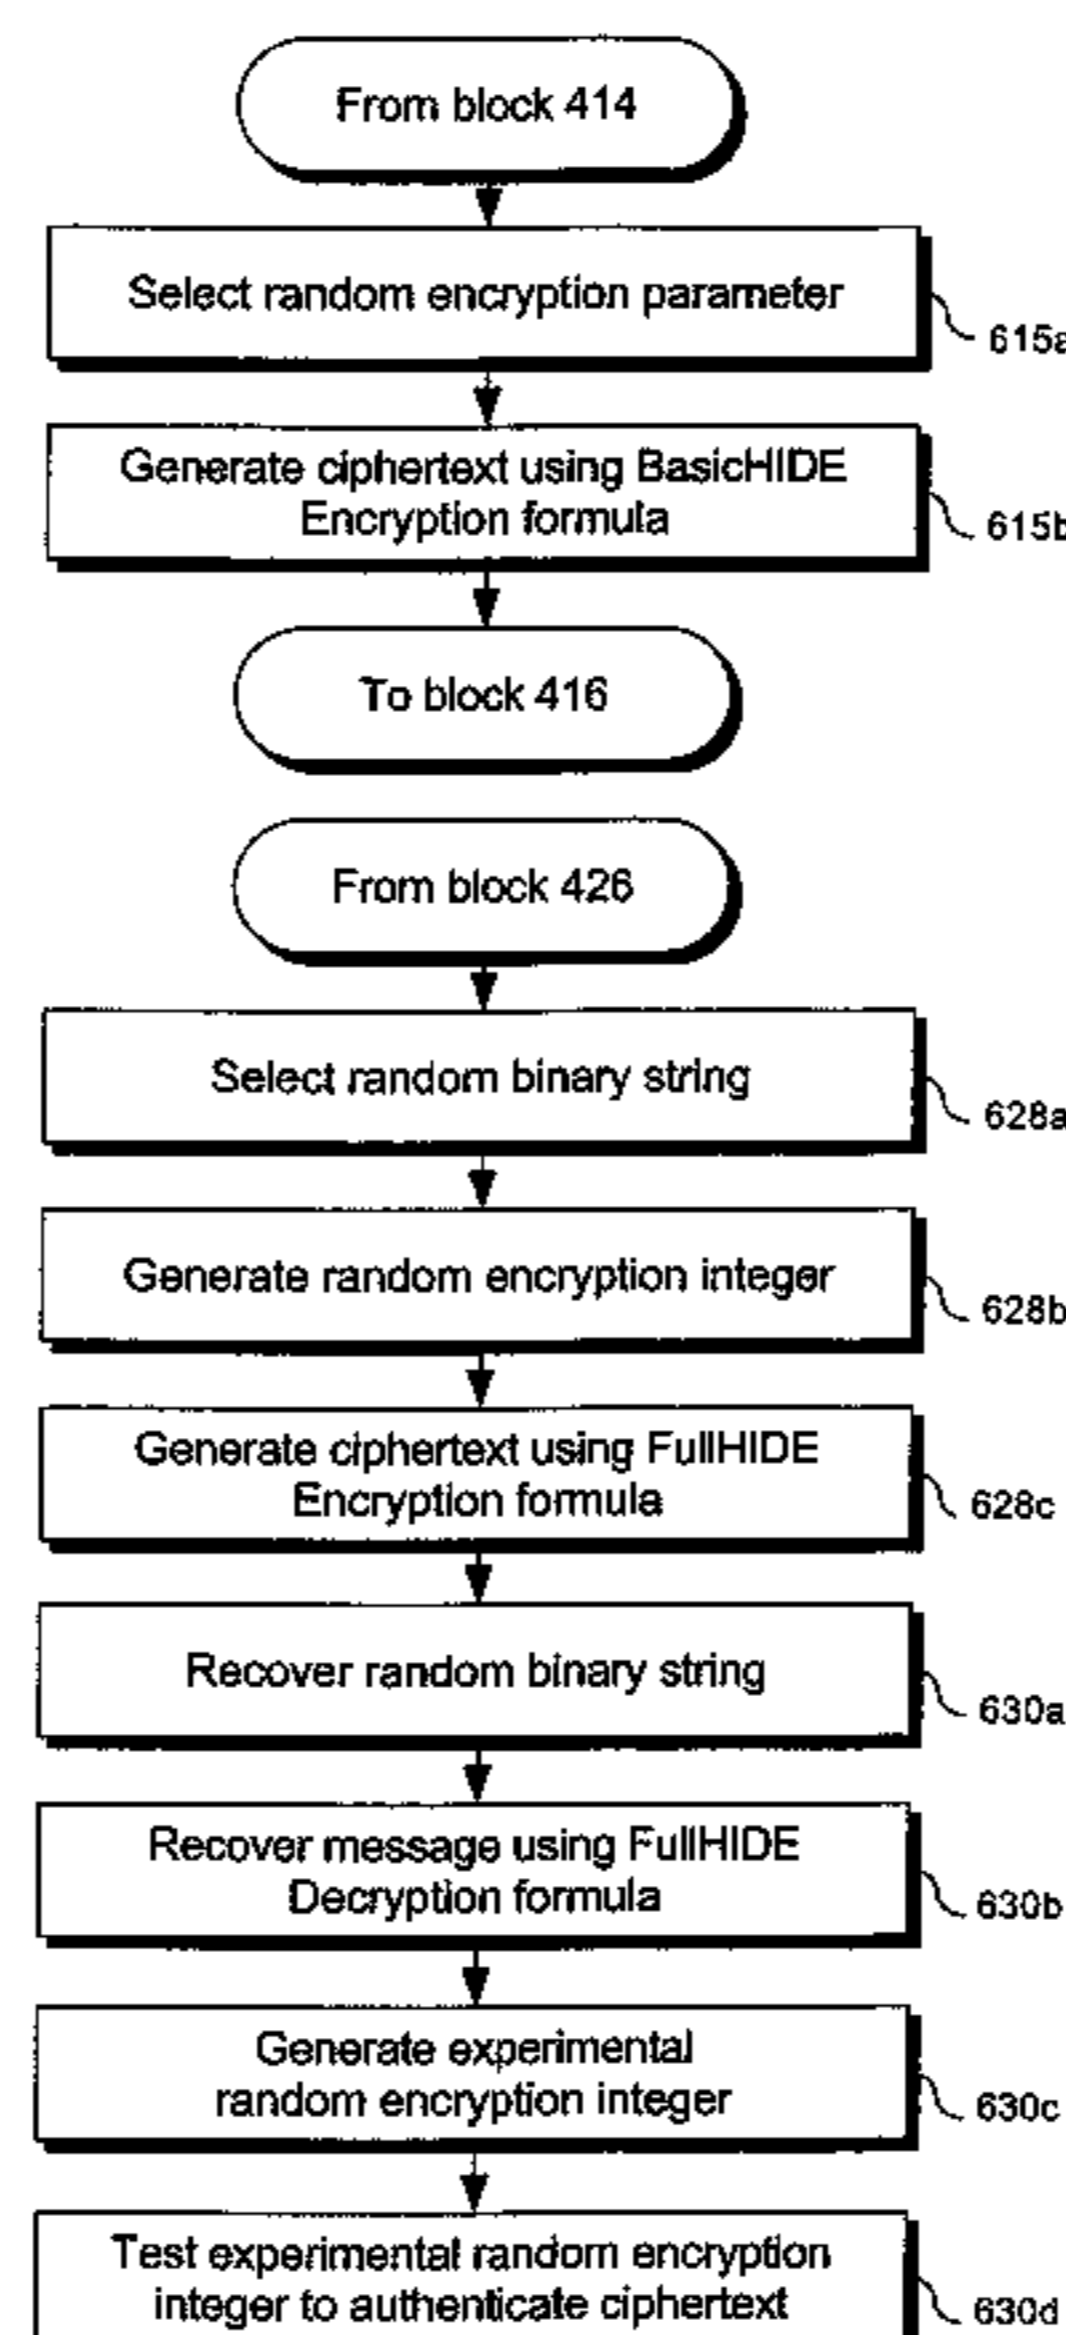 From block 414
Select random encryption parameter
615a
Generate ciphertext using BasicHIDE
Encryption formula
615b
To block 416
From block 426
Select random binary string
628a
Generate random encryption integer
628b
Generate ciphertext using FullHIDE
Encryption formula
628c
Recover random binary string
630a
Recover message using FullHIDE
Decryption formula
630b
Generate experimental
random encryption integer
630c
Test experimental random encryption
integer to authenticate ciphertext
630d